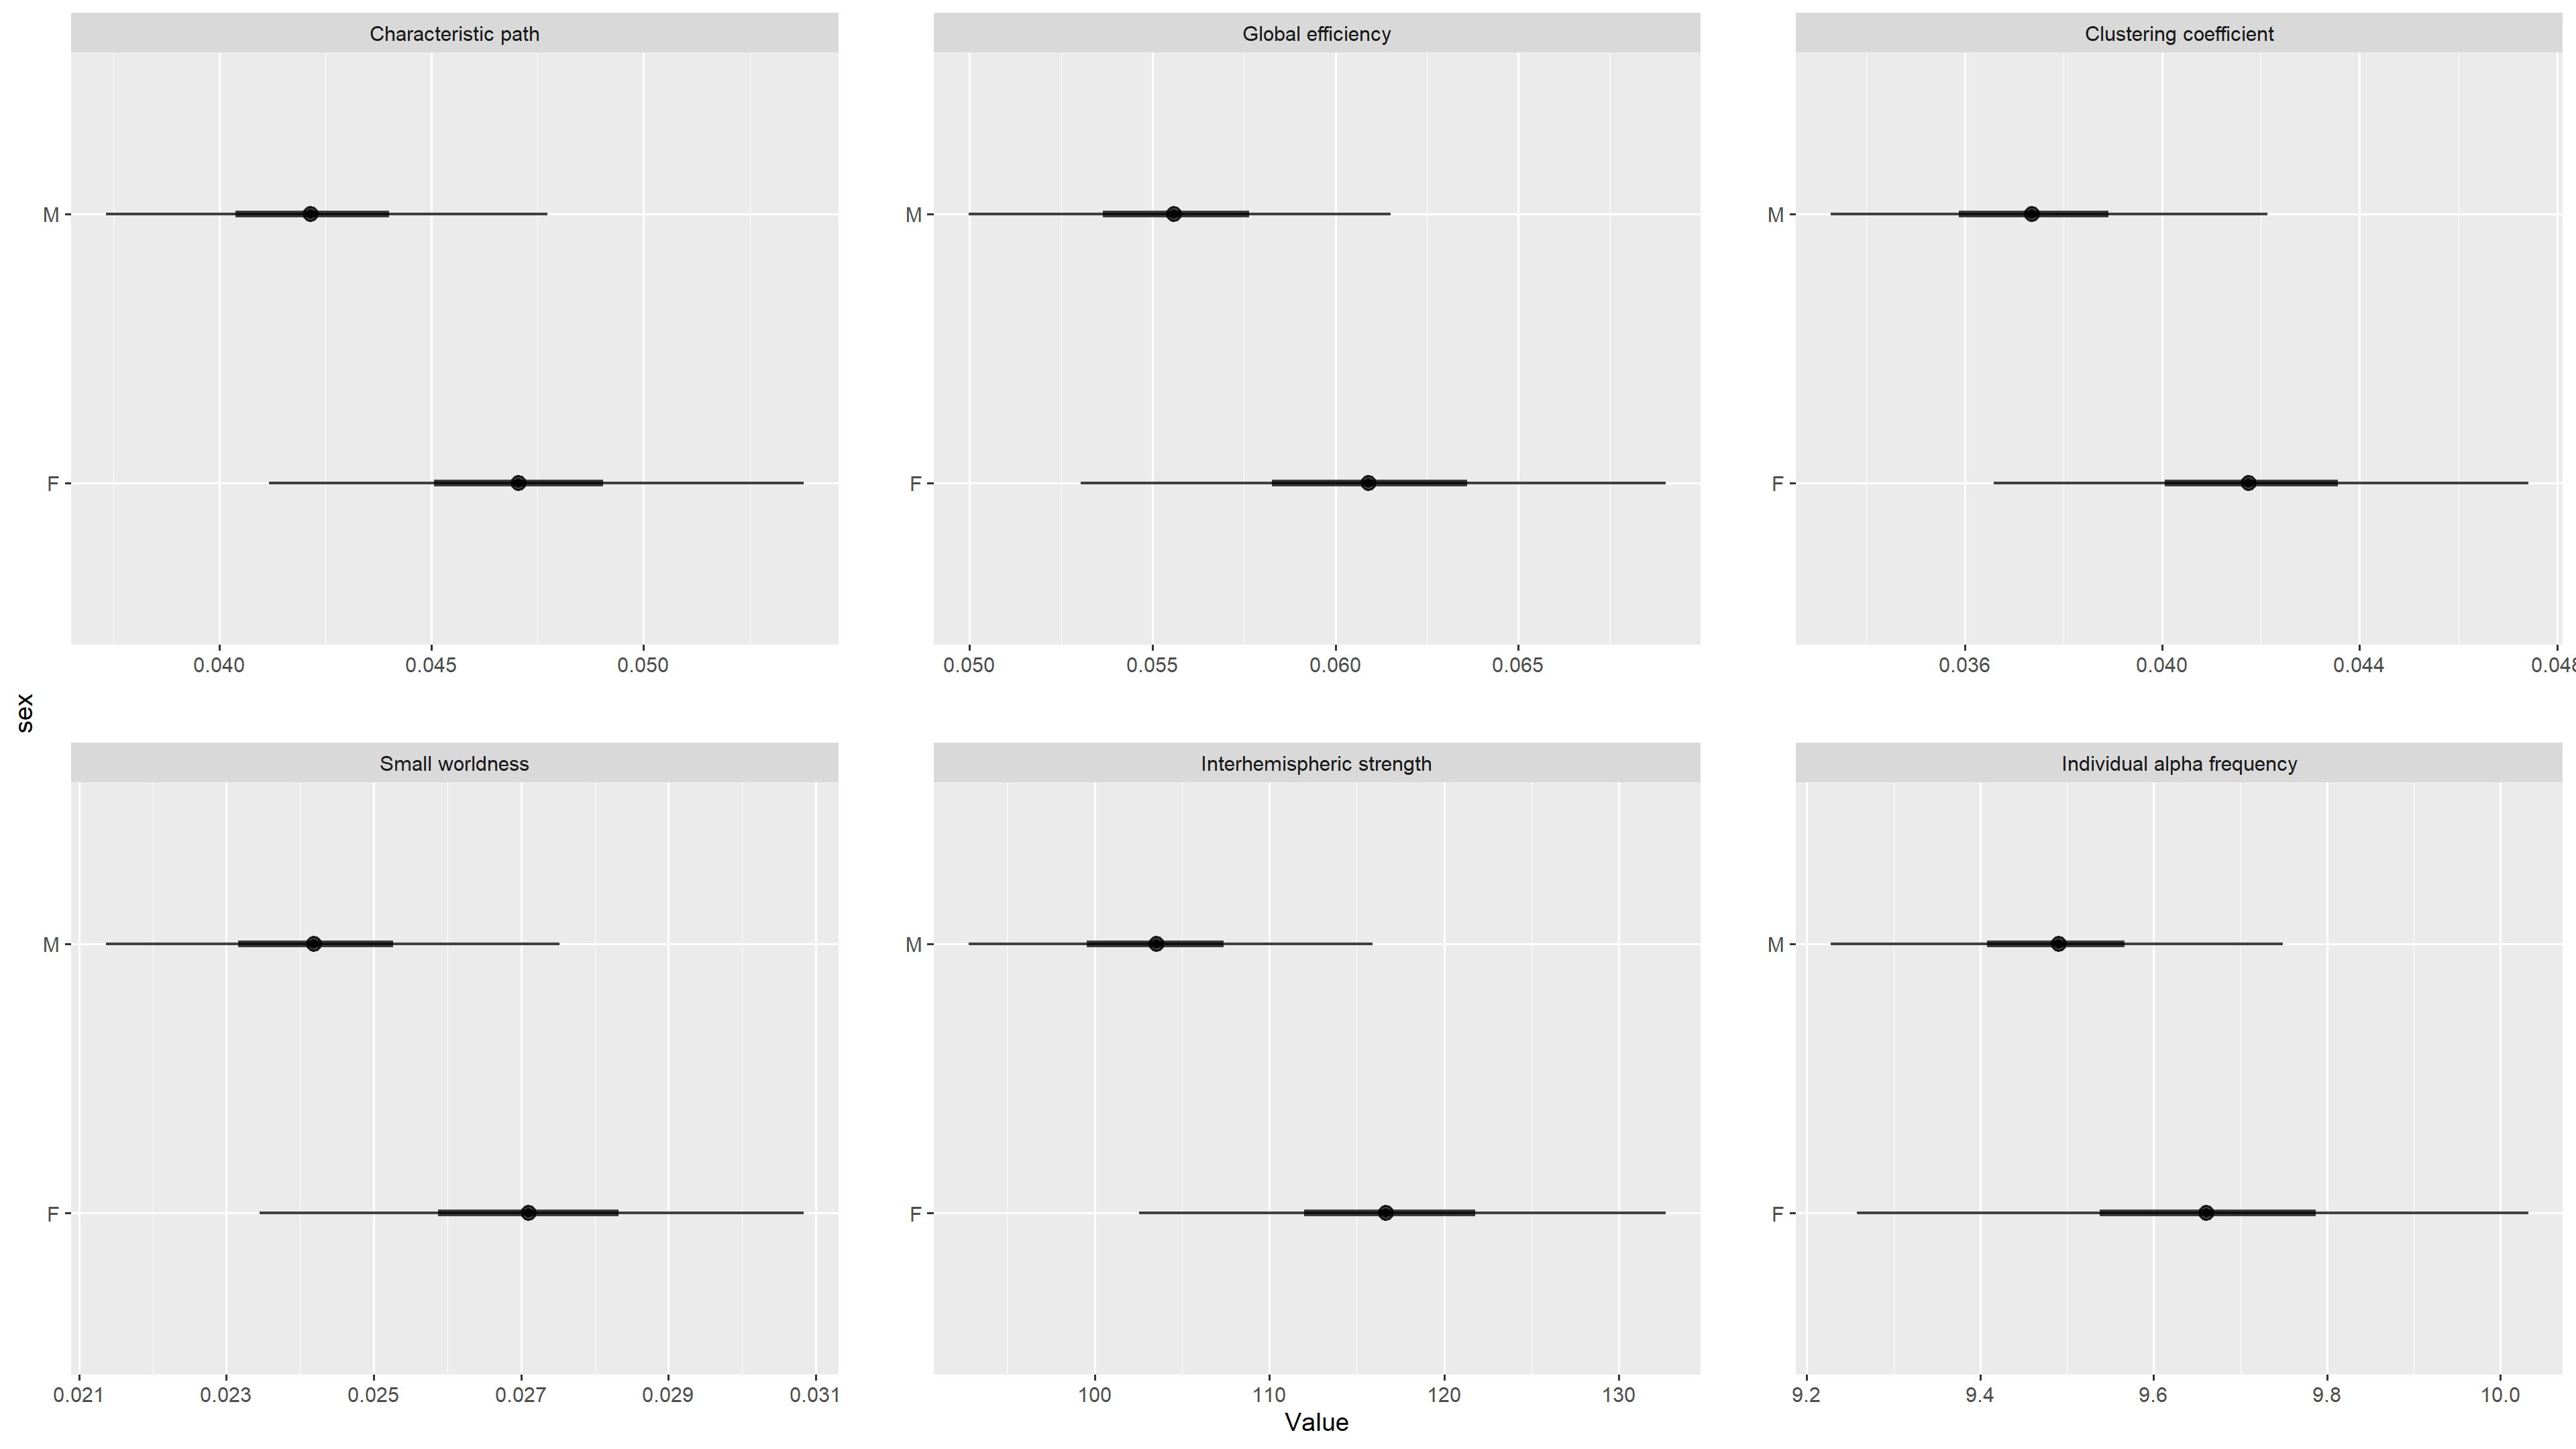 Characteristic path
Global efficiency
Clustering coefficient
M
F
M
F
M
F
0.040 0.045 0.050
0.050 0.055 0.060 0.065
0.036 0.040 0.044 0.048
sex
Small worldness
Interhemispheric strength
Individual alpha frequency
M
F
M
F
M
F
0.021 0.023 0.025 0.027 0.029 0.031
100 110 120 130
9.2 9.4 9.6 9.8 10.0
Value